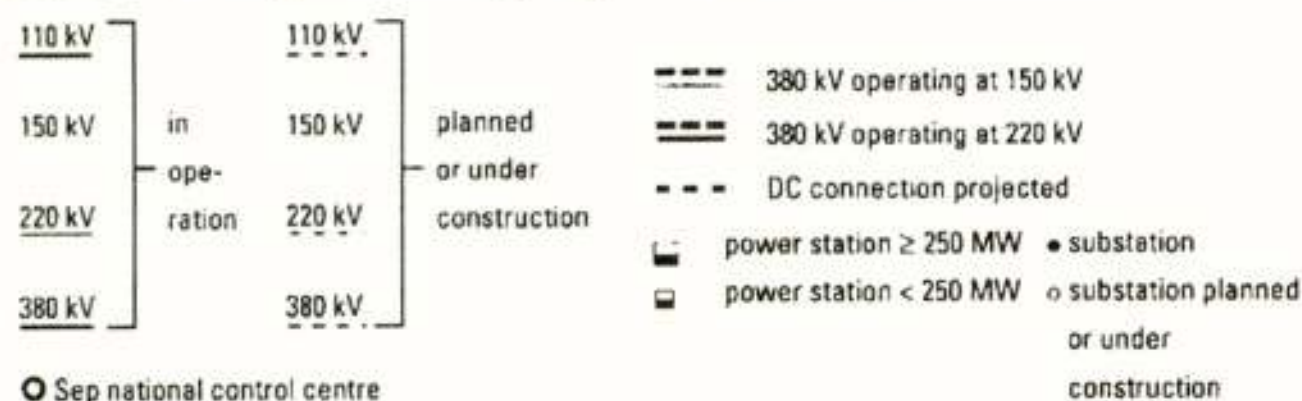 110 kV
150 kV
220 kV
380 kV
in
ope-
ration
110 kV
150 kV
220 kV
380 kV
planned
or under
construction
380 kV operating at 150 kV
380 kV operating at 220 kV
DC connection projected
power station ≥ 250 MW
power station < 250 MW
substation
substation planned
or under
construction
Sep national control centre